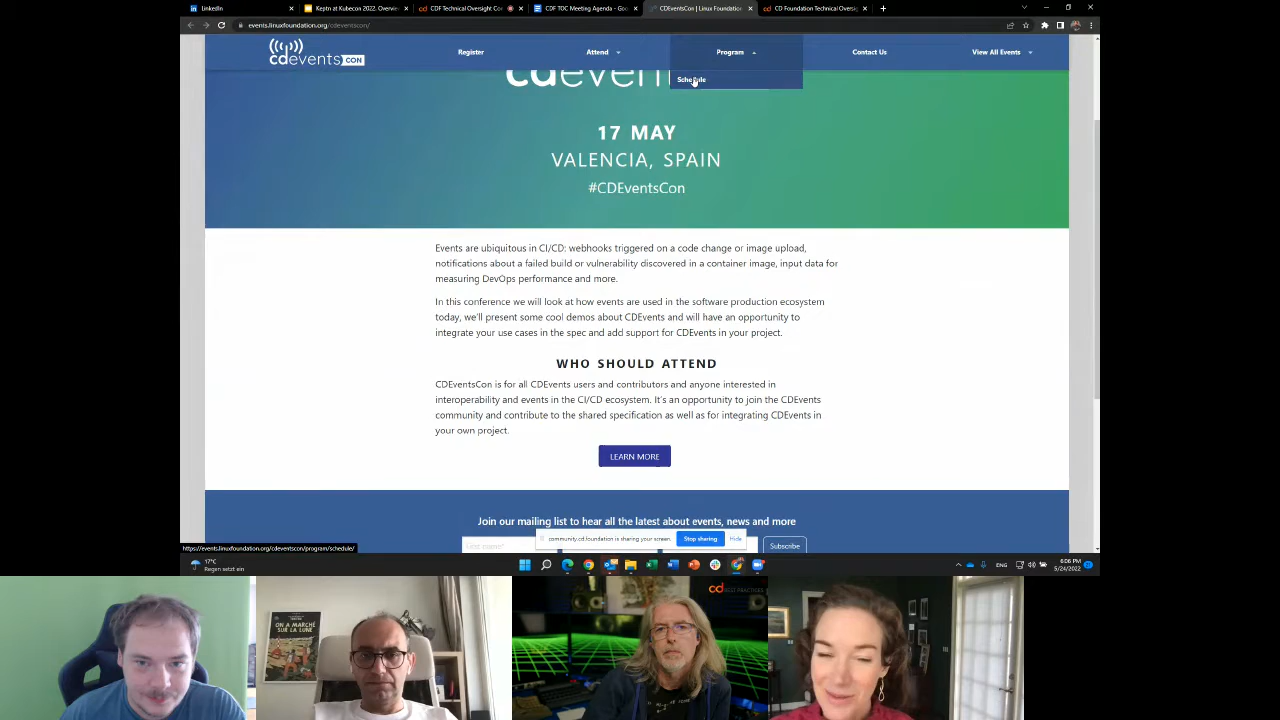 LinkedIn
Keptn at Kubecon 2022. Overvie
CDF Technical Oversight Co
CDF TOC Meeting Agenda - Goo
CDEventsCon | Linux Foundation
CD Foundation Technical Oversi
events.linuxfoundation.org/cdeventscon/
cdevents CON
Register
Attend
Program
Contact Us
View All Events
Schedule
17 MAY
VALENCIA, SPAIN
#CDEventsCon
Events are ubiquitous in CI/CD: webhooks triggered on a code change or image upload,
notifications about a failed build or vulnerability discovered in a container image, input data for
measuring DevOps performance and more.
In this conference we will look at how events are used in the software production ecosystem
today, we'll present some cool demos about CDEvents and will have an opportunity to
integrate your use cases in the spec and add support for CDEvents in your project.
WHO SHOULD ATTEND
CDEventsCon is for all CDEvents users and contributors and anyone interested in
interoperability and events in the CI/CD ecosystem. It's an opportunity to join the CDEvents
community and contribute to the shared specification as well as for integrating CDEvents in
your own project.
LEARN MORE
Join our mailing list to hear all the latest about events, news and more
First name*
community.cd.foundation is sharing your screen.
Stop sharing
Hide
Subscribe
https://events.linuxfoundation.org/cdeventscon/program/schedule/
17°C
Regen setzt ein
ENG
6:06 PM
5/24/2022
cd BEST PRACTICES
ON A MARCHÉ
SUR LA LUNE